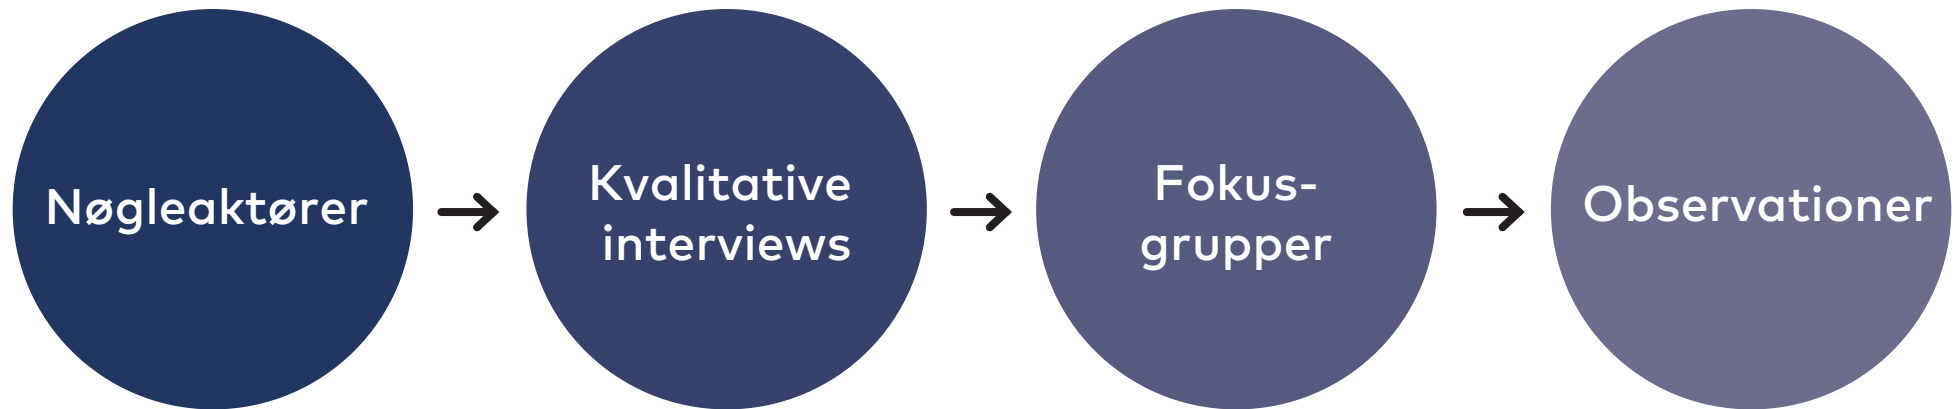 Nøgleaktører
Kvalitative
interviews
Fokus-
grupper
Observationer